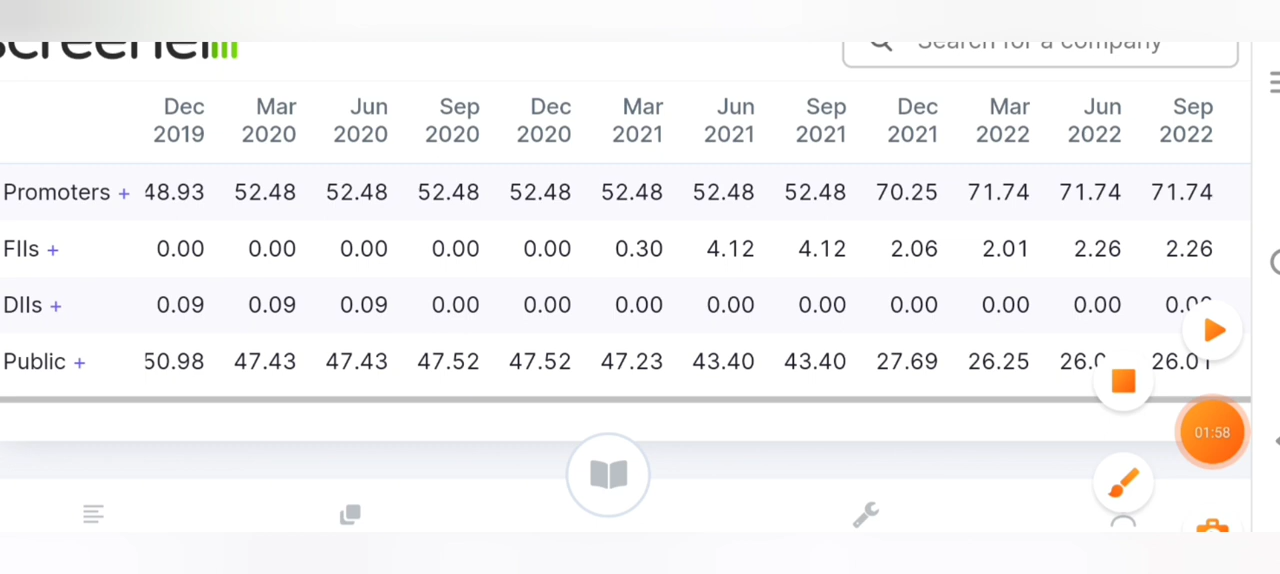 screener
Search for a company
Dec Mar Jun Sep Dec Mar Jun Sep Dec Mar Jun Sep
2019 2020 2020 2020 2020 2021 2021 2021 2021 2022 2022 2022
Promoters + 48.93 52.48 52.48 52.48 52.48 52.48 52.48 52.48 70.25 71.74 71.74 71.74
FIIs + 0.00 0.00 0.00 0.00 0.00 0.30 4.12 4.12 2.06 2.01 2.26 2.26
DIIs + 0.09 0.09 0.09 0.00 0.00 0.00 0.00 0.00 0.00 0.00 0.00 0.00
Public + 50.98 47.43 47.43 47.52 47.52 47.23 43.40 43.40 27.69 26.25 26.01
01:58